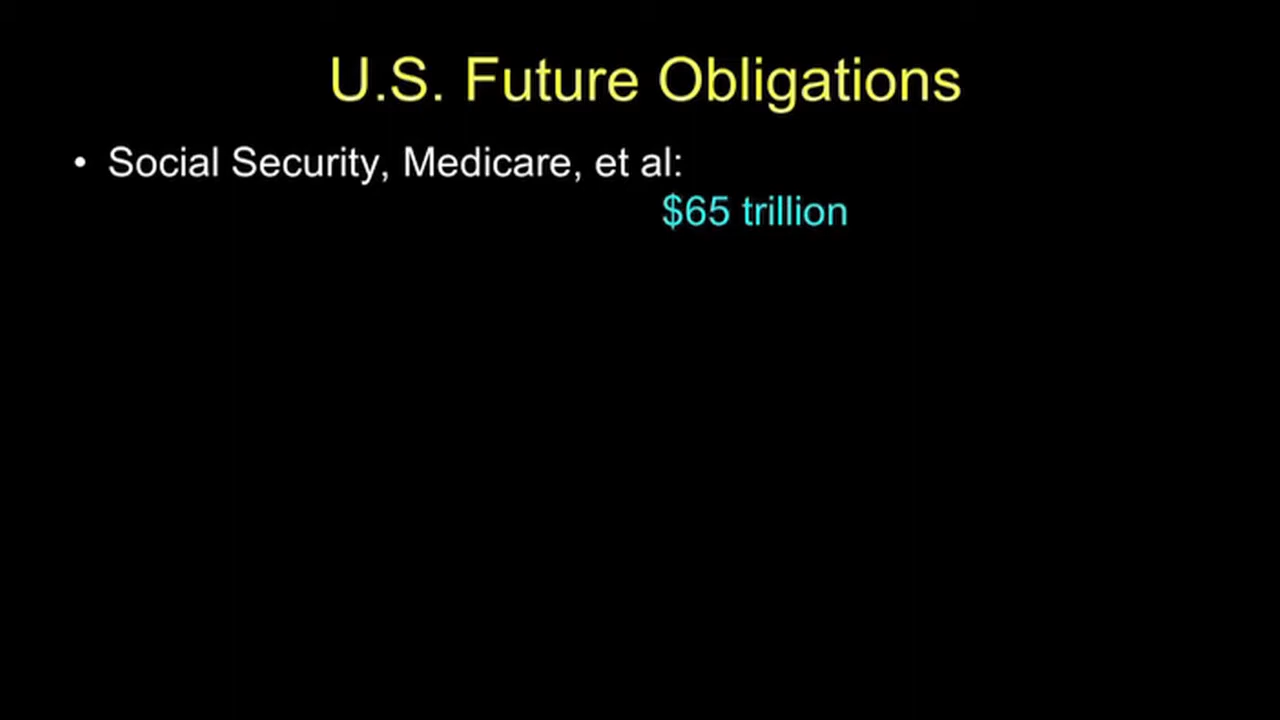 U.S. Future Obligations
• Social Security, Medicare, et al:
$65 trillion